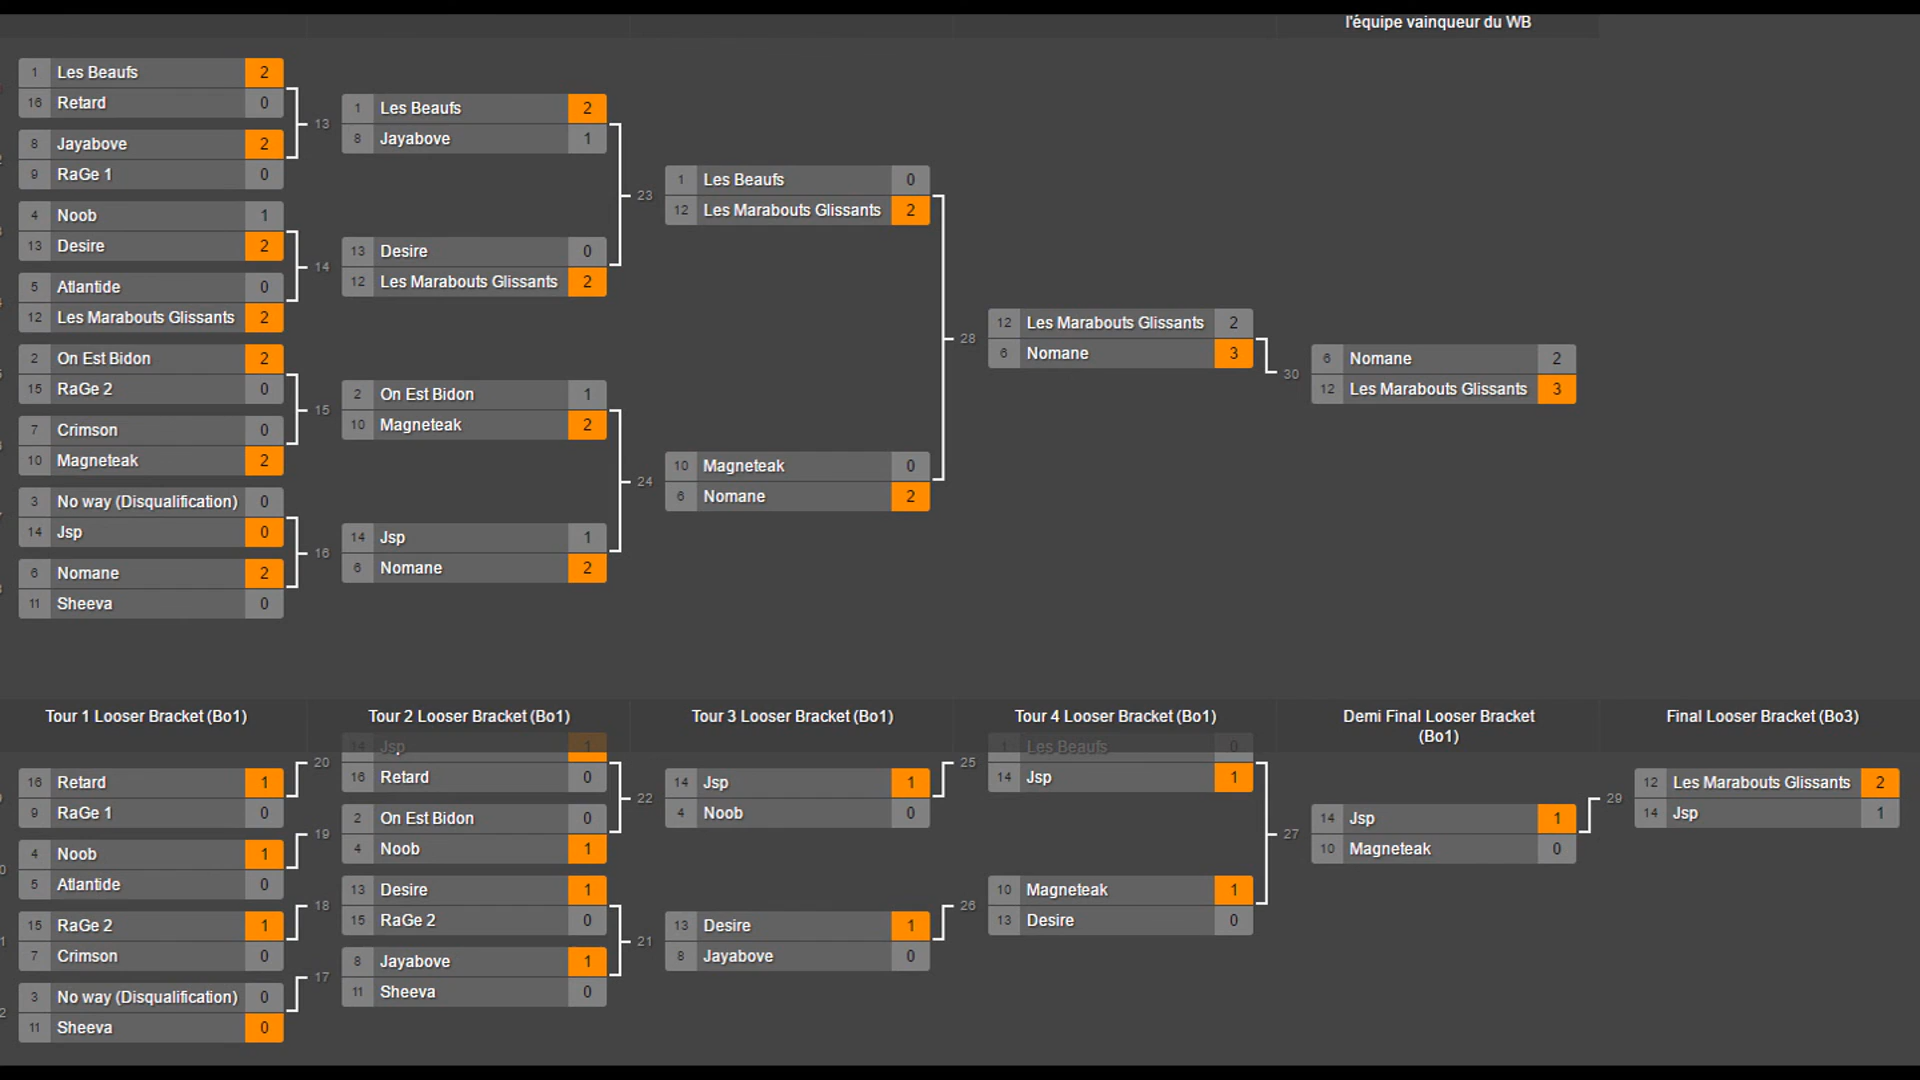 l'équipe vainqueur du WB
1 Les Beaufs 2
16 Retard 0
8 Jayabove 2
9 RaGe 1 0
4 Noob 1
13 Desire 2
5 Atlantide 0
12 Les Marabouts Glissants 2
2 On Est Bidon 2
15 RaGe 2 0
7 Crimson 0
10 Magneteak 2
3 No way (Disqualification) 0
14 Jsp 0
6 Nomane 2
11 Sheeva 0
13
14
15
16
1 Les Beaufs 2
8 Jayabove 1
13 Desire 0
12 Les Marabouts Glissants 2
2 On Est Bidon 1
10 Magneteak 2
14 Jsp 1
6 Nomane 2
23
24
1 Les Beaufs 0
12 Les Marabouts Glissants 2
10 Magneteak 0
6 Nomane 2
28
12 Les Marabouts Glissants 2
6 Nomane 3
30
6 Nomane 2
12 Les Marabouts Glissants 3
Tour 1 Looser Bracket (Bo1)
16 Retard 1
9 RaGe 1 0
4 Noob 1
5 Atlantide 0
15 RaGe 2 1
7 Crimson 0
3 No way (Disqualification) 0
11 Sheeva 0
20
19
18
17
Tour 2 Looser Bracket (Bo1)
14 Jsp 1
16 Retard 0
2 On Est Bidon 0
4 Noob 1
13 Desire 1
15 RaGe 2 0
8 Jayabove 1
11 Sheeva 0
22
21
Tour 3 Looser Bracket (Bo1)
14 Jsp 1
4 Noob 0
13 Desire 1
8 Jayabove 0
25
26
Tour 4 Looser Bracket (Bo1)
1 Les Beaufs 0
14 Jsp 1
10 Magneteak 1
13 Desire 0
27
Demi Final Looser Bracket
(Bo1)
14 Jsp 1
10 Magneteak 0
29
Final Looser Bracket (Bo3)
12 Les Marabouts Glissants 2
14 Jsp 1